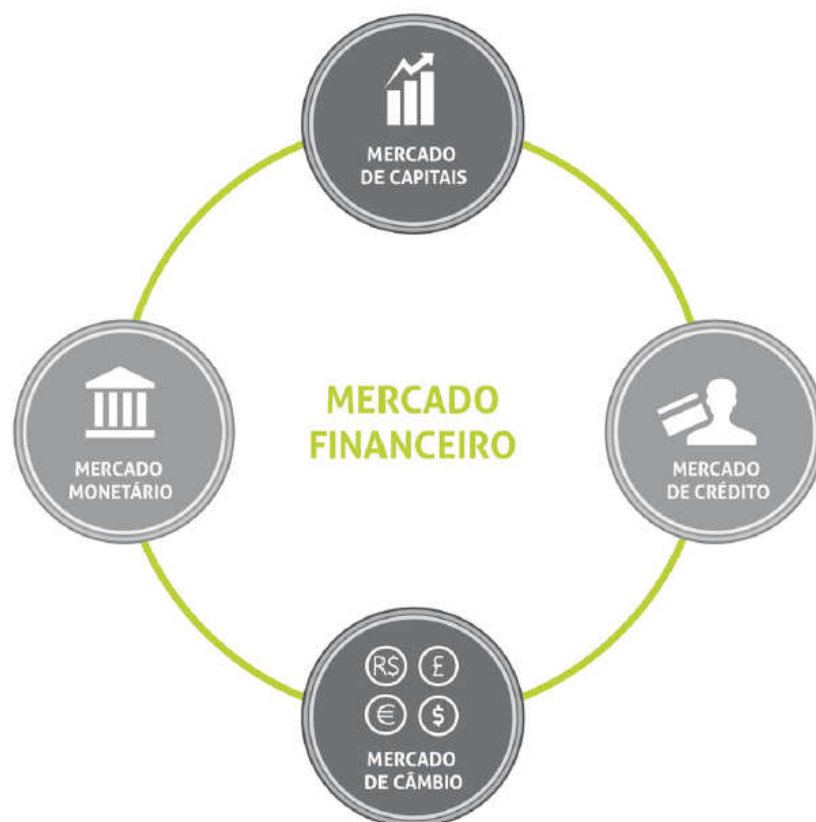 MERCADO
DE CAPITAIS
MERCADO
FINANCEIRO
MERCADO
MONETÁRIO
MERCADO
DE CRÉDITO
R$ £
€ $
MERCADO
DE CÂMBIO